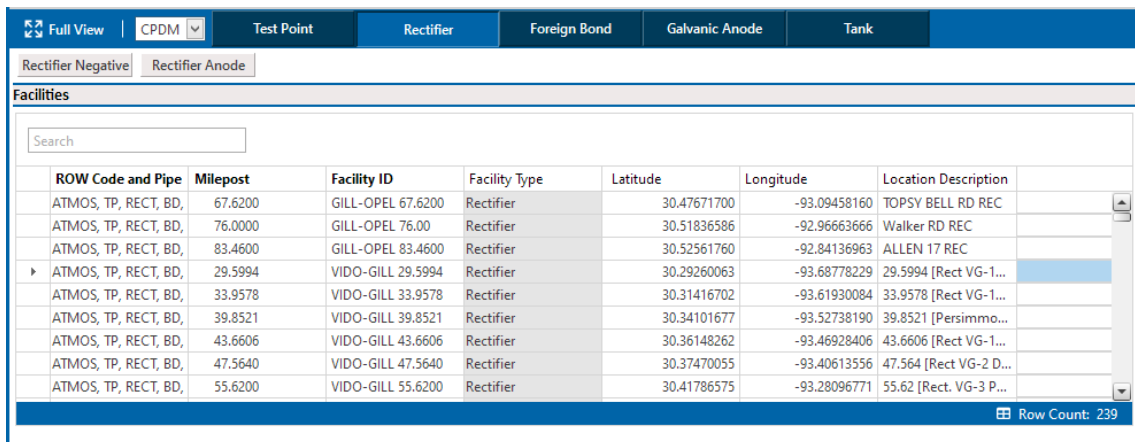 Full View | CPDM Test Point Rectifier Foreign Bond Galvanic Anode Tank
Rectifier Negative Rectifier Anode
Facilities
Search
ROW Code and Pipe Milepost Facility ID Facility Type Latitude Longitude Location Description
ATMOS, TP, RECT, BD, 67.6200 GILL-OPEL 67.6200 Rectifier 30.47671700 -93.09458160 TOPSY BELL RD REC
ATMOS, TP, RECT, BD, 76.0000 GILL-OPEL 76.00 Rectifier 30.51836586 -92.96663666 Walker RD REC
ATMOS, TP, RECT, BD, 83.4600 GILL-OPEL 83.4600 Rectifier 30.52561760 -92.84136963 ALLEN 17 REC
ATMOS, TP, RECT, BD, 29.5994 VIDO-GILL 29.5994 Rectifier 30.29260063 -93.68778229 29.5994 [Rect VG-1...
ATMOS, TP, RECT, BD, 33.9578 VIDO-GILL 33.9578 Rectifier 30.31416702 -93.61930084 33.9578 [Rect VG-1...
ATMOS, TP, RECT, BD, 39.8521 VIDO-GILL 39.8521 Rectifier 30.34101677 -93.52738190 39.8521 [Persimmo...
ATMOS, TP, RECT, BD, 43.6606 VIDO-GILL 43.6606 Rectifier 30.36148262 -93.46928406 43.6606 [Rect VG-1...
ATMOS, TP, RECT, BD, 47.5640 VIDO-GILL 47.5640 Rectifier 30.37470055 -93.40613556 47.564 [Rect VG-2 D...
ATMOS, TP, RECT, BD, 55.6200 VIDO-GILL 55.6200 Rectifier 30.41786575 -93.28096771 55.62 [Rect. VG-3 P...
Row Count: 239